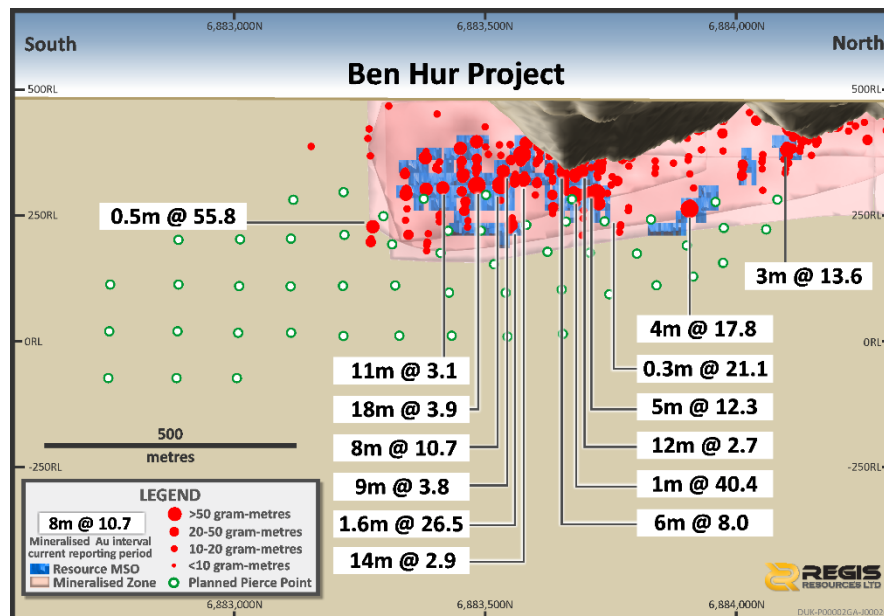 6,883,000N
6,883,500N
6,884,000N
South
North
Ben Hur Project
500RL
500RL
250RL
250RL
0.5m @ 55.8
3m @ 13.6
4m @ 17.8
0RL
0RL
11m @ 3.1
0.3m @ 21.1
18m @ 3.9
5m @ 12.3
500
metres
8m @ 10.7
12m @ 2.7
-250RL
-250RL
9m @ 3.8
1m @ 40.4
1.6m @ 26.5
6m @ 8.0
14m @ 2.9
LEGEND
8m @ 10.7
Mineralised Au interval
current reporting period
>50 gram-metres
20-50 gram-metres
10-20 gram-metres
<10 gram-metres
Resource MSO
Mineralised Zone
Planned Pierce Point
REGIS
RESOURCES LTD
6,883,000N
6,883,500N
6,884,000N
DUK-P00002GA-J0002